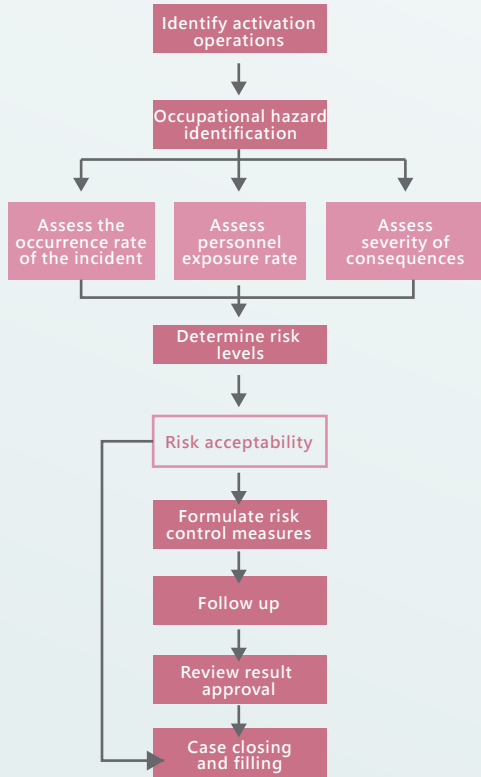 Identify activation
operations
Occupational hazard
identification
Assess the
occurrence rate
of the incident
Assess
personnel
exposure rate
Assess
severity of
consequences
Determine risk
levels
Risk acceptability
Formulate risk
control measures
Follow up
Review result
approval
Case closing
and filling